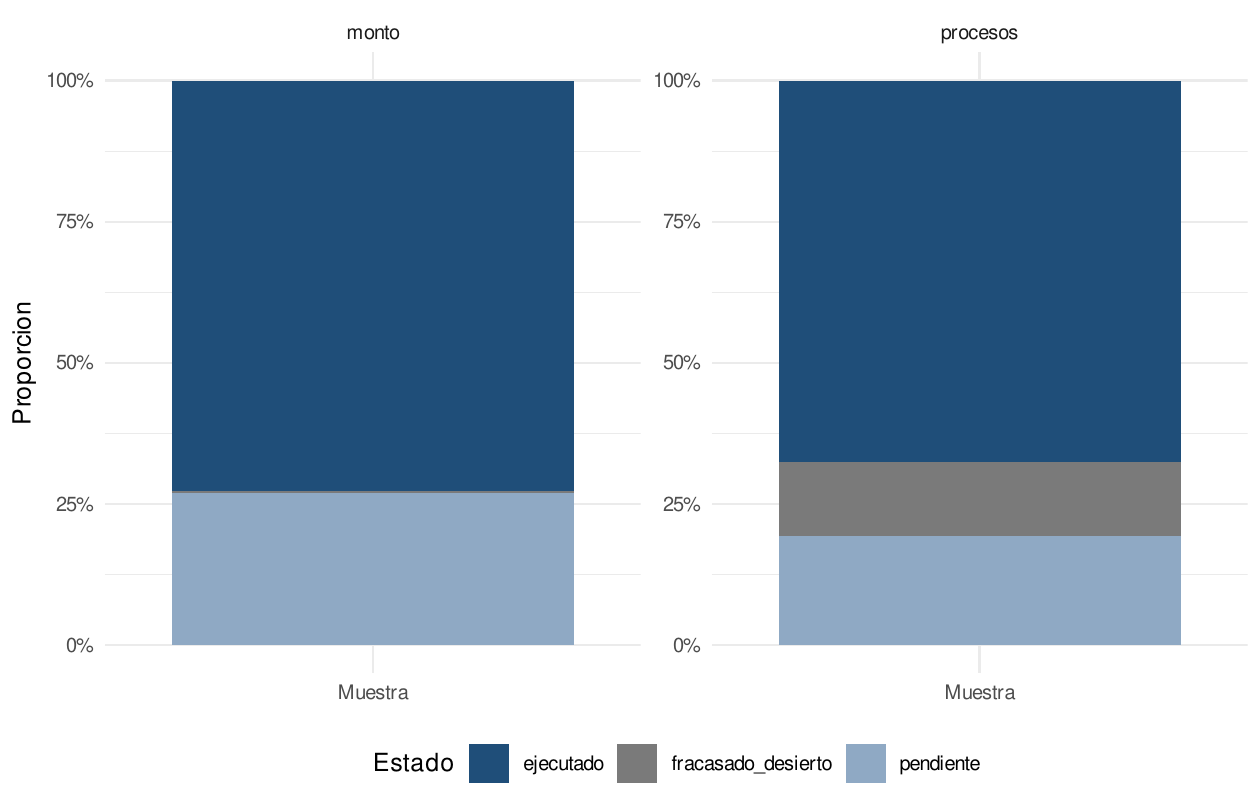 monto
procesos
100%
75%
50%
25%
0%
100%
75%
50%
25%
0%
Proporcion
Muestra
Muestra
Estado ejecutado fracasado_desierto pendiente